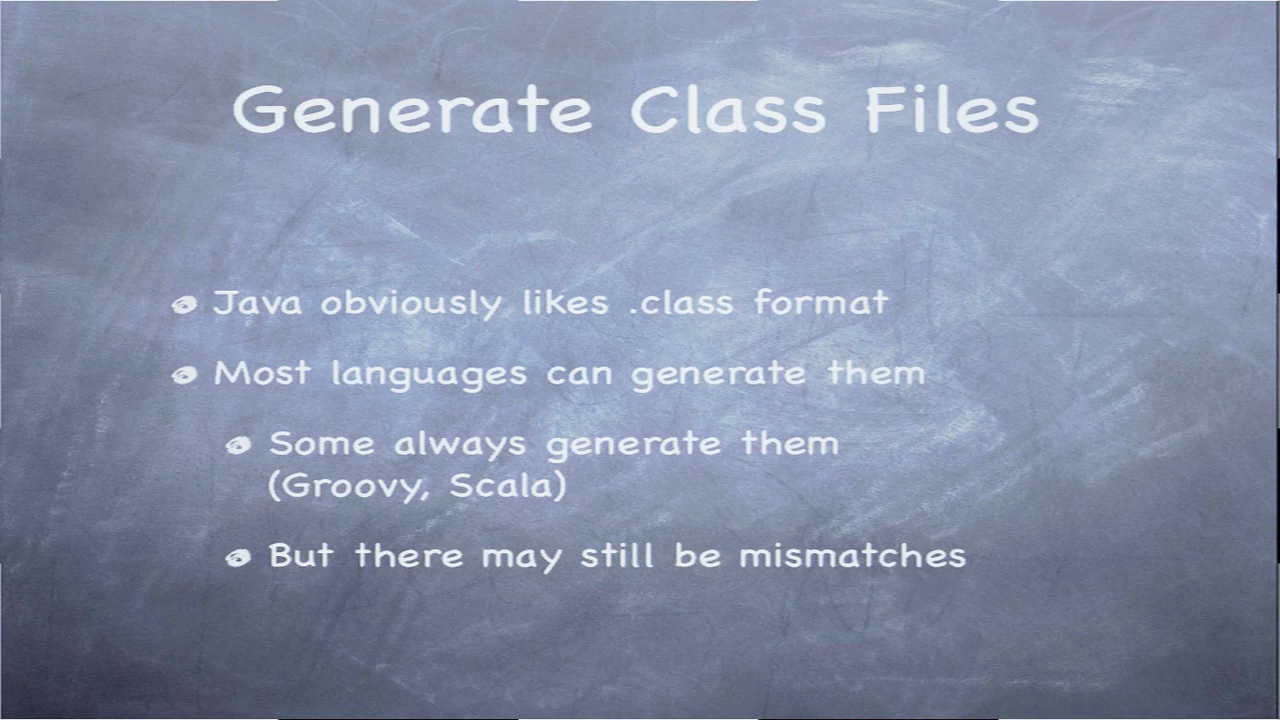 Generate Class Files
Java obviously likes .class format
Most languages can generate them
Some always generate them
(Groovy, Scala)
But there may still be mismatches